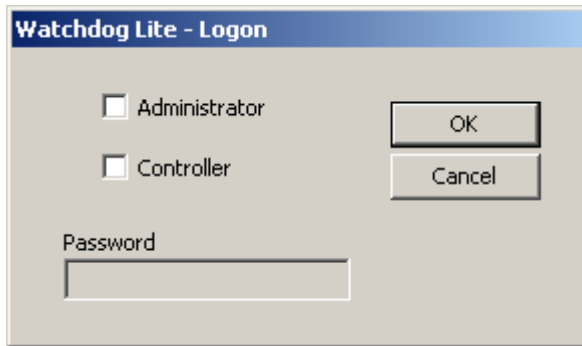 Watchdog Lite - Logon
Administrator
OK
Controller
Cancel
Password